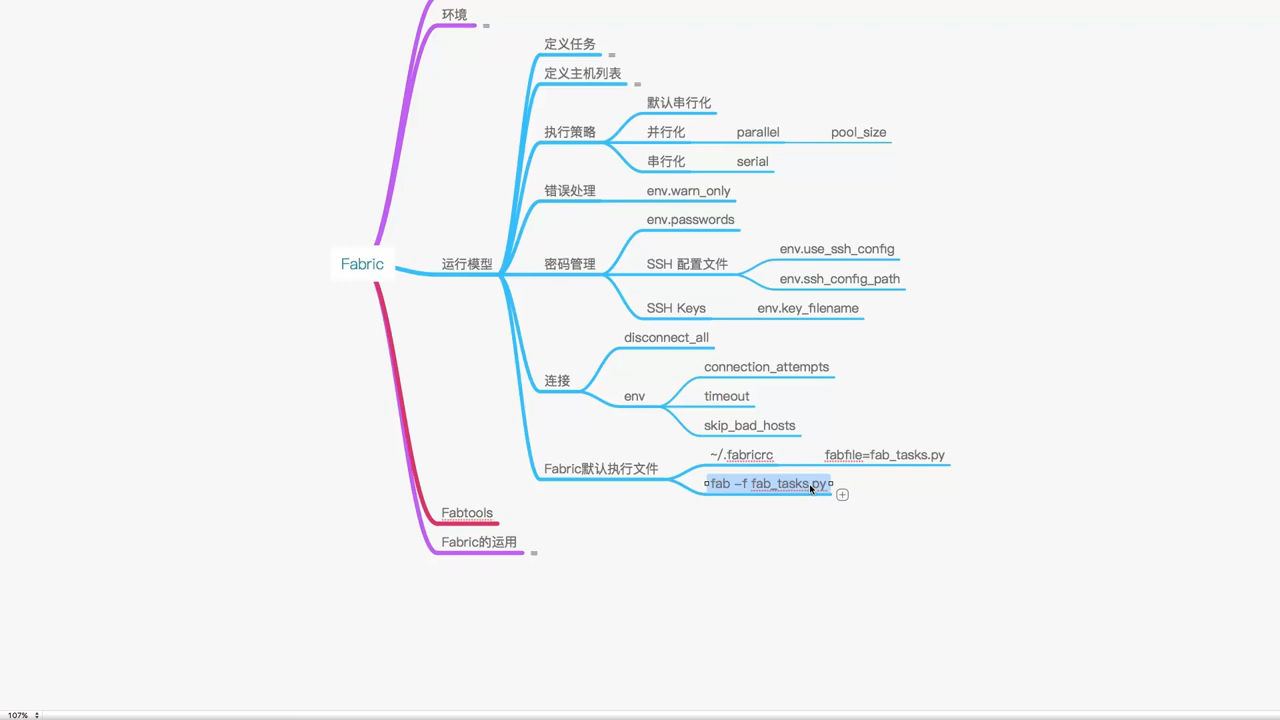 环境
定义任务
定义主机列表
默认串行化
执行策略
并行化
parallel
pool_size
串行化
serial
错误处理
env.warn_only
env.passwords
env.use_ssh_config
Fabric
运行模型
密码管理
SSH 配置文件
env.ssh_config_path
SSH Keys
env.key_filename
disconnect_all
connection_attempts
连接
env
timeout
skip_bad_hosts
~/.fabricrc
fabfile=fab_tasks.py
Fabric默认执行文件
fab -f fab_tasks.py
Fabtools
Fabric的运用
107%